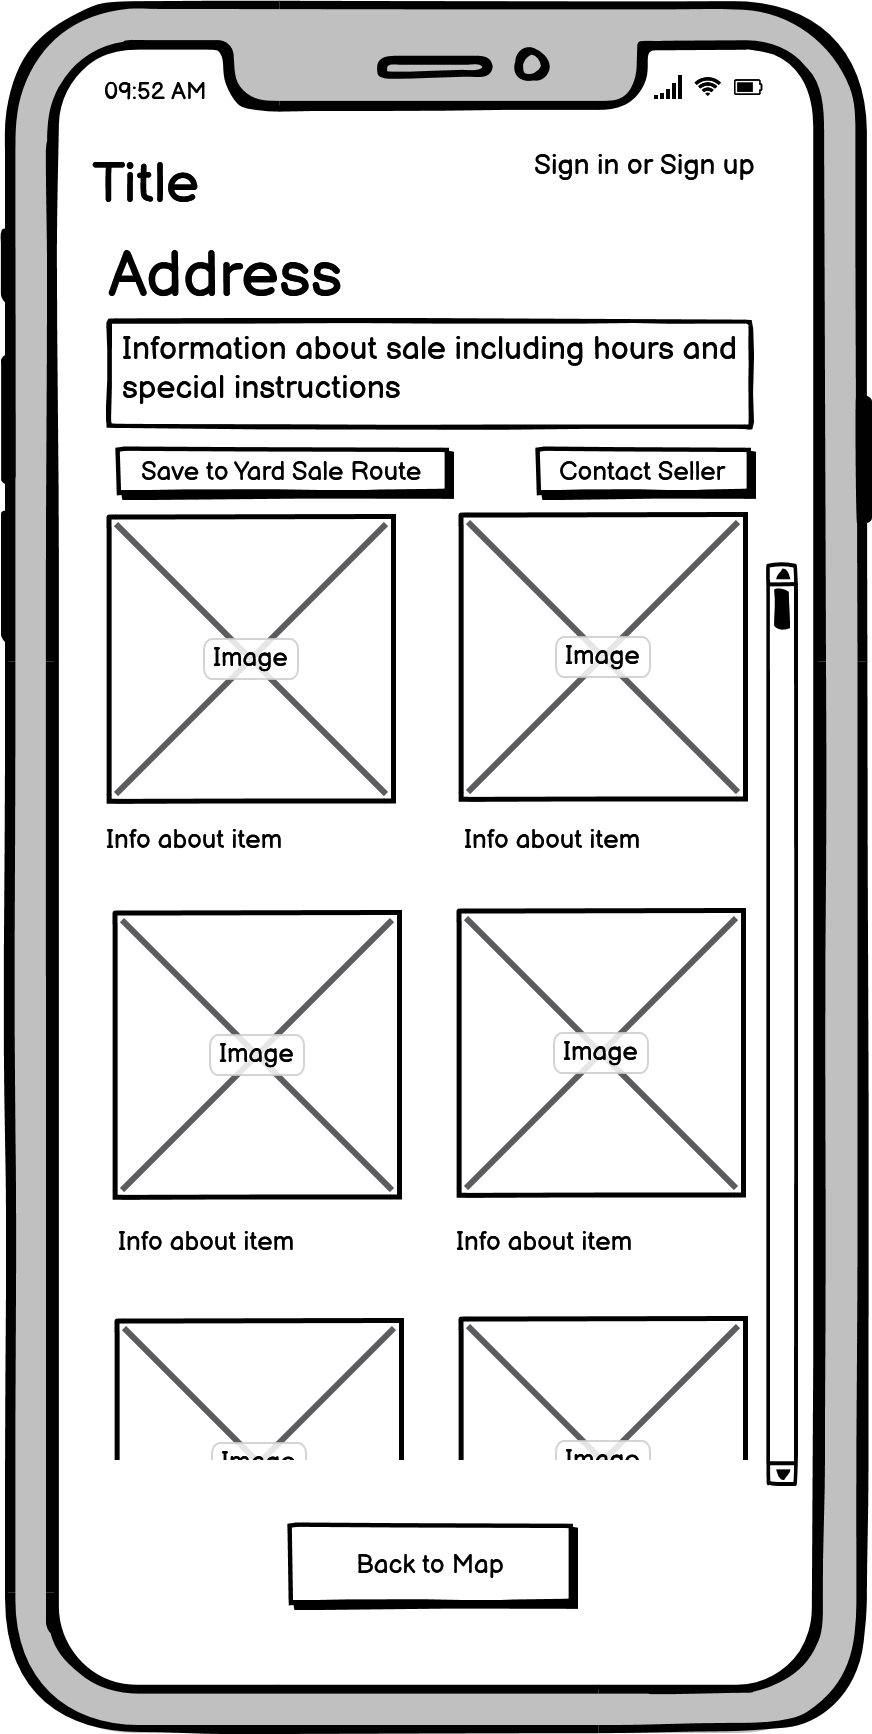 09:52 AM
Title
Sign in or Sign up
Address
Information about sale including hours and
special instructions
Save to Yard Sale Route
Contact Seller
Image
Image
Info about item
Info about item
Image
Image
Info about item
Info about item
Image
Image
Back to Map